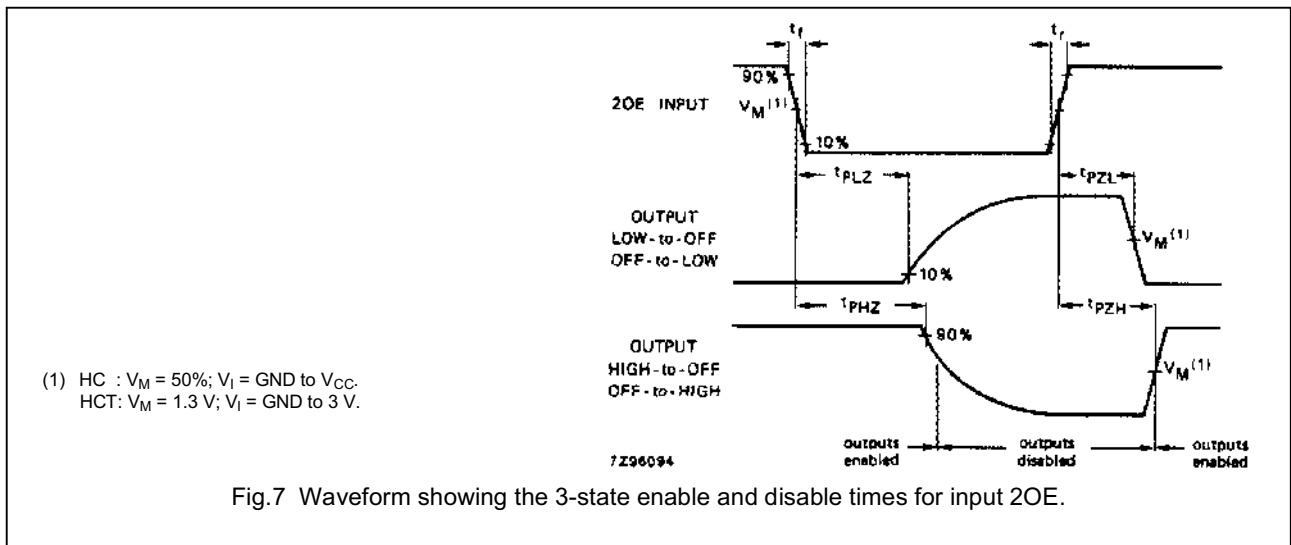 tf
tr
90%
2OE INPUT
VM(1)
10%
tPLZ
tPZL
OUTPUT
LOW-to-OFF
OFF-to-LOW
VM(1)
10%
tPHZ
tPZH
90%
OUTPUT
HIGH-to-OFF
OFF-to-HIGH
VM(1)
(1) HC : VM = 50%; VI = GND to VCC.
HCT: VM = 1.3 V; VI = GND to 3 V.
outputs enabled
outputs disabled
outputs enabled
7Z96094
Fig.7 Waveform showing the 3-state enable and disable times for input 2OE.